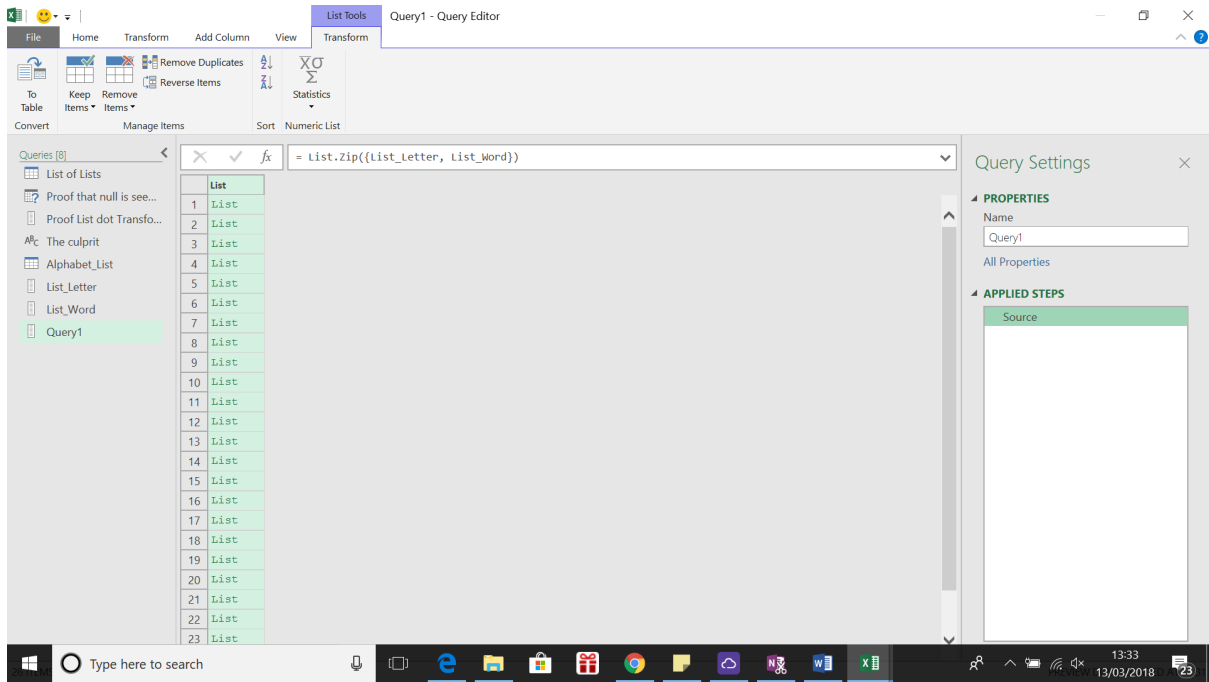 List Tools
Query1 - Query Editor
File Home Transform Add Column View Transform
To Table
Keep Items
Remove Items
Remove Duplicates
Reverse Items
Statistics
Convert Manage Items Sort Numeric List
Queries [8]
List of Lists
Proof that null is see...
Proof List dot Transfo...
The culprit
Alphabet_List
List_Letter
List_Word
Query1
fx = List.Zip({List_Letter, List_Word})
List
1 List
2 List
3 List
4 List
5 List
6 List
7 List
8 List
9 List
10 List
11 List
12 List
13 List
14 List
15 List
16 List
17 List
18 List
19 List
20 List
21 List
22 List
23 List
Query Settings
PROPERTIES
Name
Query1
All Properties
APPLIED STEPS
Source
Type here to search
13:33
13/03/2018
23